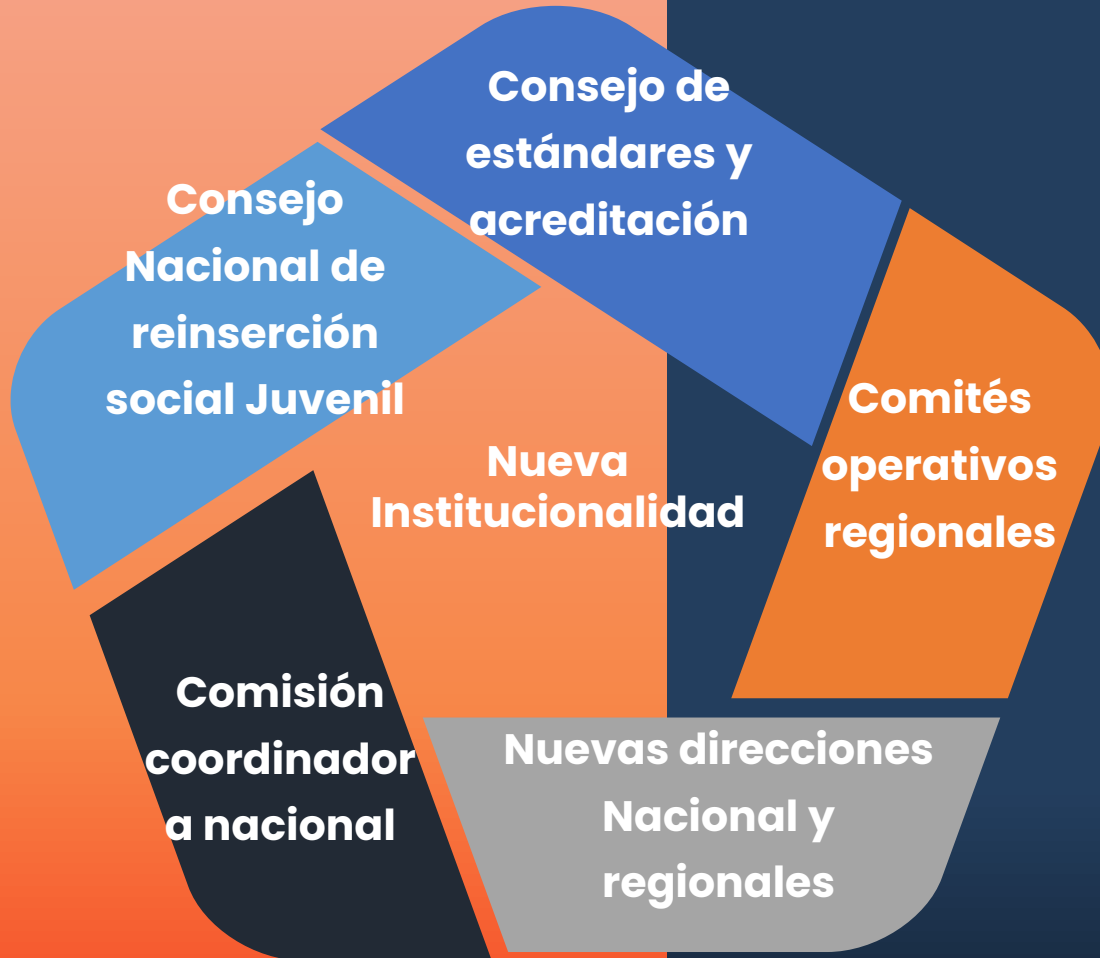 Consejo de
estándares y
acreditación
Consejo
Nacional de
reinserción
social Juvenil
Comités
operativos
regionales
Nueva
Institucionalidad
Comisión
coordinador
a nacional
Nuevas direcciones
Nacional y
regionales